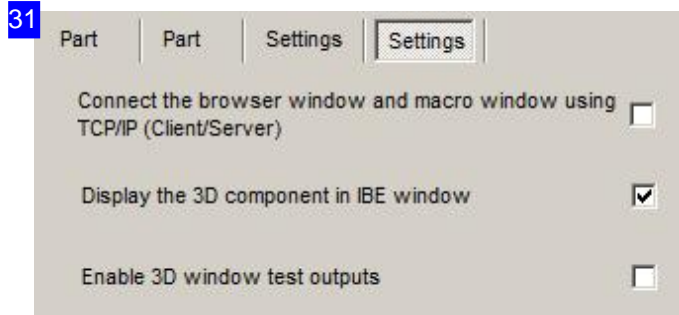 31
Part Part Settings Settings
Connect the browser window and macro window using
TCP/IP (Client/Server)
Display the 3D component in IBE window
Enable 3D window test outputs